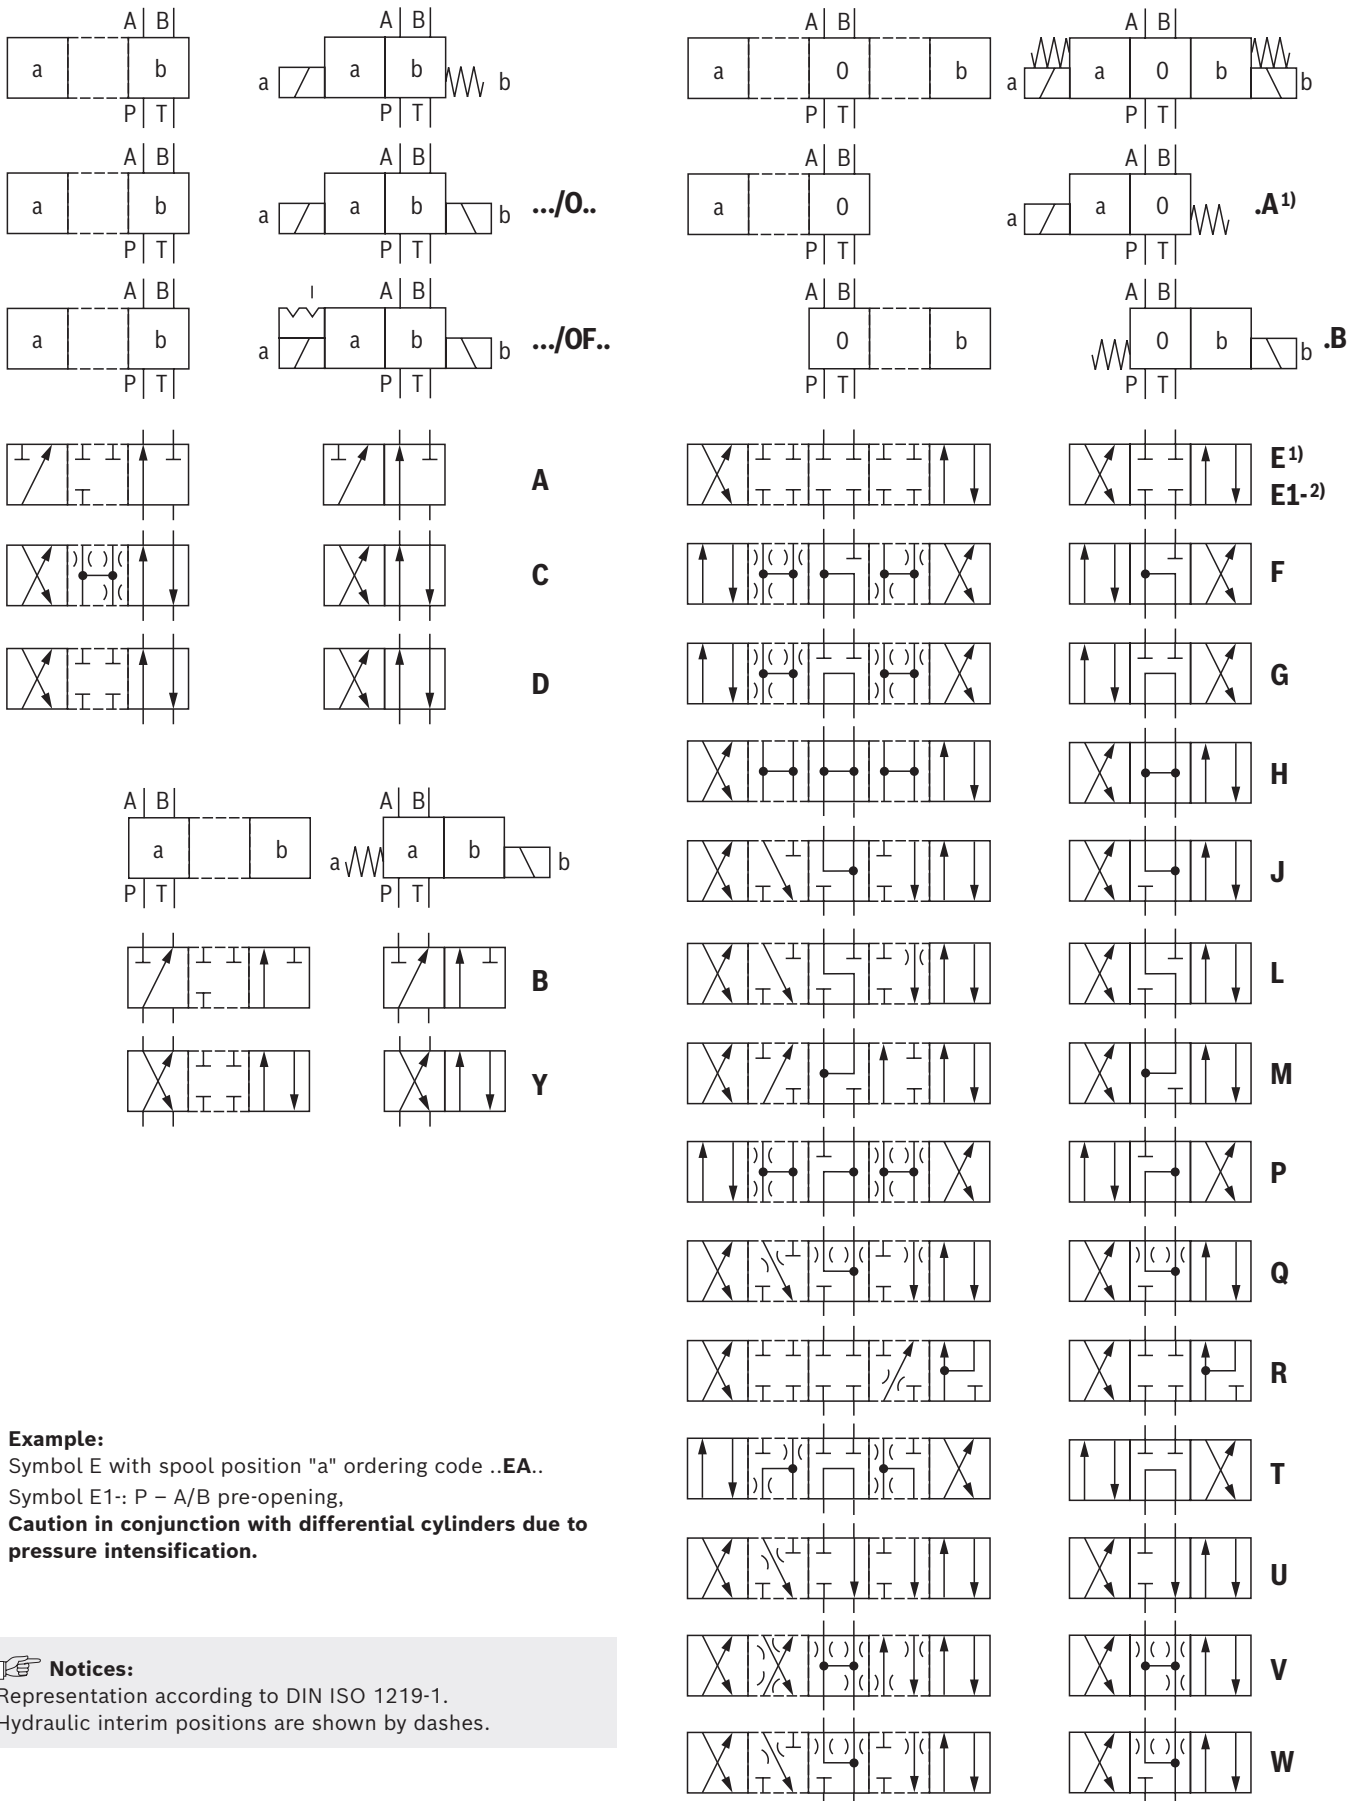 A B
a b
P T
A B
a a b b
P T
A B
a b
P T
A B
a a b b
P T
.../O..
A B
a b
P T
A B
a a b b
P T
.../OF..
A
C
D
A B
a b
P T
A B
a a b b
P T
B
Y
A B
a 0 b
P T
A B
a a 0 b b
P T
A B
a 0
P T
A B
a a 0
P T
.A 1)
A B
0 b
P T
A B
0 b b
P T
.B
E 1)
E1- 2)
F
G
H
J
L
M
P
Q
R
T
U
V
W
Example:
Symbol E with spool position "a" ordering code ..EA..
Symbol E1-: P – A/B pre-opening,
Caution in conjunction with differential cylinders due to
pressure intensification.
Notices:
Representation according to DIN ISO 1219-1.
Hydraulic interim positions are shown by dashes.